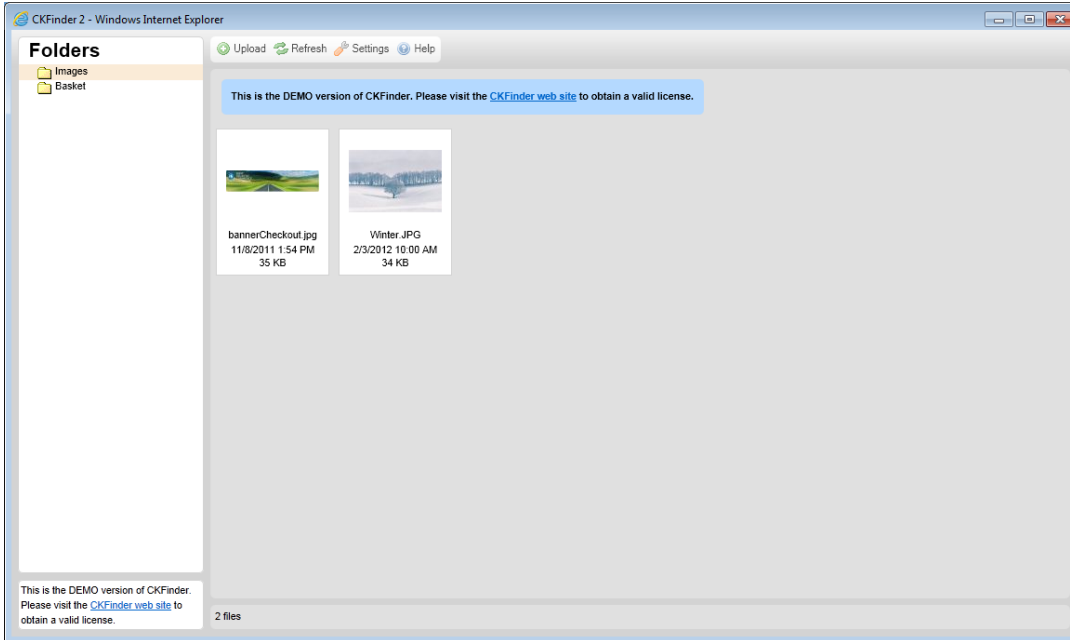 CKFinder 2 - Windows Internet Explorer
Folders
Images
Basket
Upload Refresh Settings Help
This is the DEMO version of CKFinder. Please visit the CKFinder web site to obtain a valid license.
bannerCheckout.jpg
11/8/2011 1:54 PM
35 KB
Winter.JPG
2/3/2012 10:00 AM
34 KB
This is the DEMO version of CKFinder.
Please visit the CKFinder web site to
obtain a valid license.
2 files